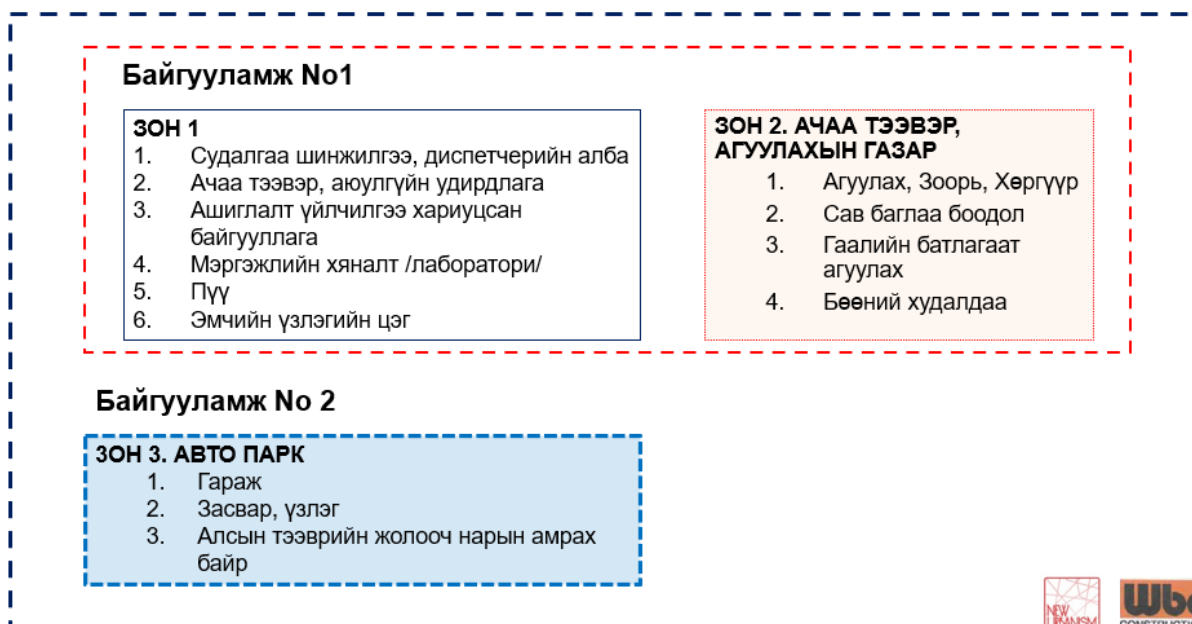 Байгууламж No1
ЗОН 1
1. Судалгаа шинжилгээ, диспетчерийн алба
2. Ачаа тээвэр, аюулгүйн удирдлага
3. Ашиглалт үйлчилгээ хариуцсан
байгууллага
4. Мэргэжлийн хяналт /лаборатори/
5. Пүү
6. Эмчийн үзлэгийн цэг
ЗОН 2. АЧАА ТЭЭВЭР,
АГУУЛАХЫН ГАЗАР
1. Агуулах, Зоорь, Хөргүүр
2. Сав баглаа боодол
3. Гаалийн батлагаат
агуулах
4. Бөөний худалдаа
Байгууламж No 2
ЗОН 3. АВТО ПАРК
1. Гараж
2. Засвар, үзлэг
3. Алсын тээврийн жолооч нарын амрах
байр
NEW
URBANISM